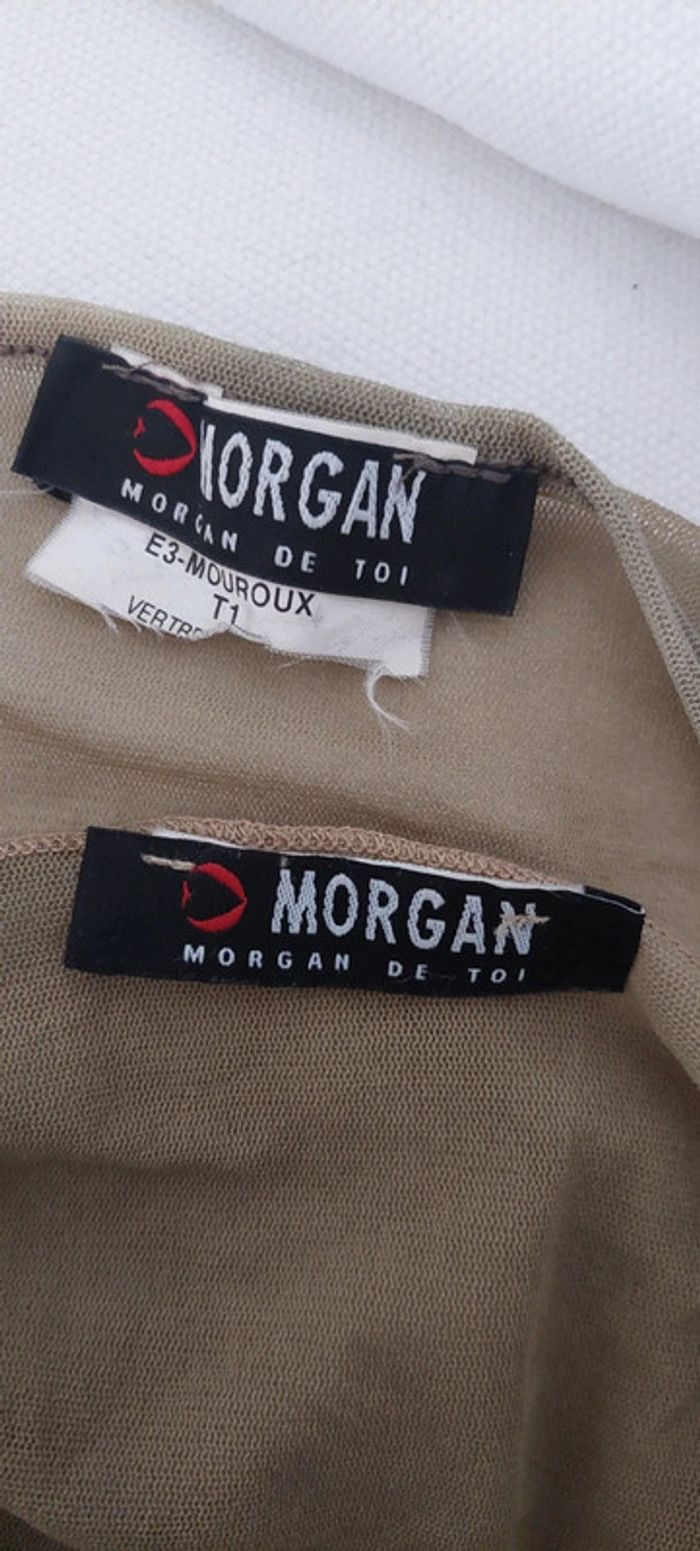 MORGAN
MORGAN DE TOI
E3-MOUROUX
T1
MORGAN
MORGAN DE TOI